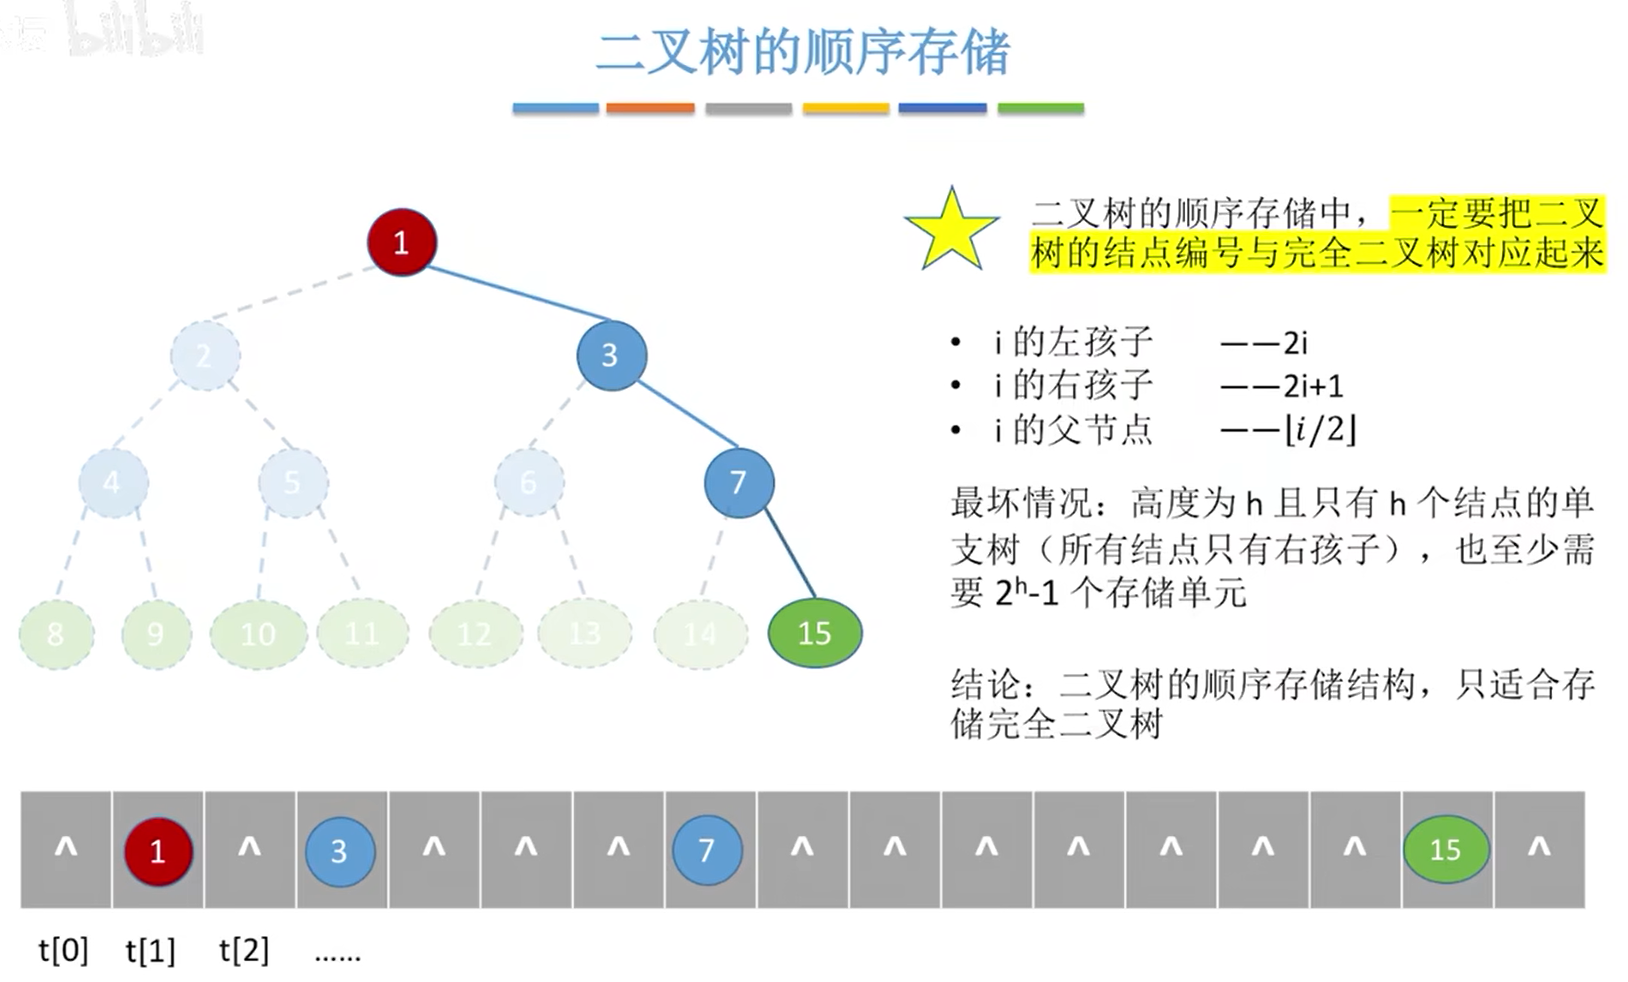 bilibili
二叉树的顺序存储
1
2
3
4
5
6
7
8
9
10
11
12
13
14
15
二叉树的顺序存储中，一定要把二叉
树的结点编号与完全二叉树对应起来
• i 的左孩子 ——2i
• i 的右孩子 ——2i+1
• i 的父节点 ——⌊i/2⌋
最坏情况：高度为 h 且只有 h 个结点的单
支树（所有结点只有右孩子），也至少需
要 2ʰ-1 个存储单元
结论：二叉树的顺序存储结构，只适合存
储完全二叉树
^ 1 ^ 3 ^ ^ ^ 7 ^ ^ ^ ^ ^ ^ ^ 15 ^
t[0] t[1] t[2] ……